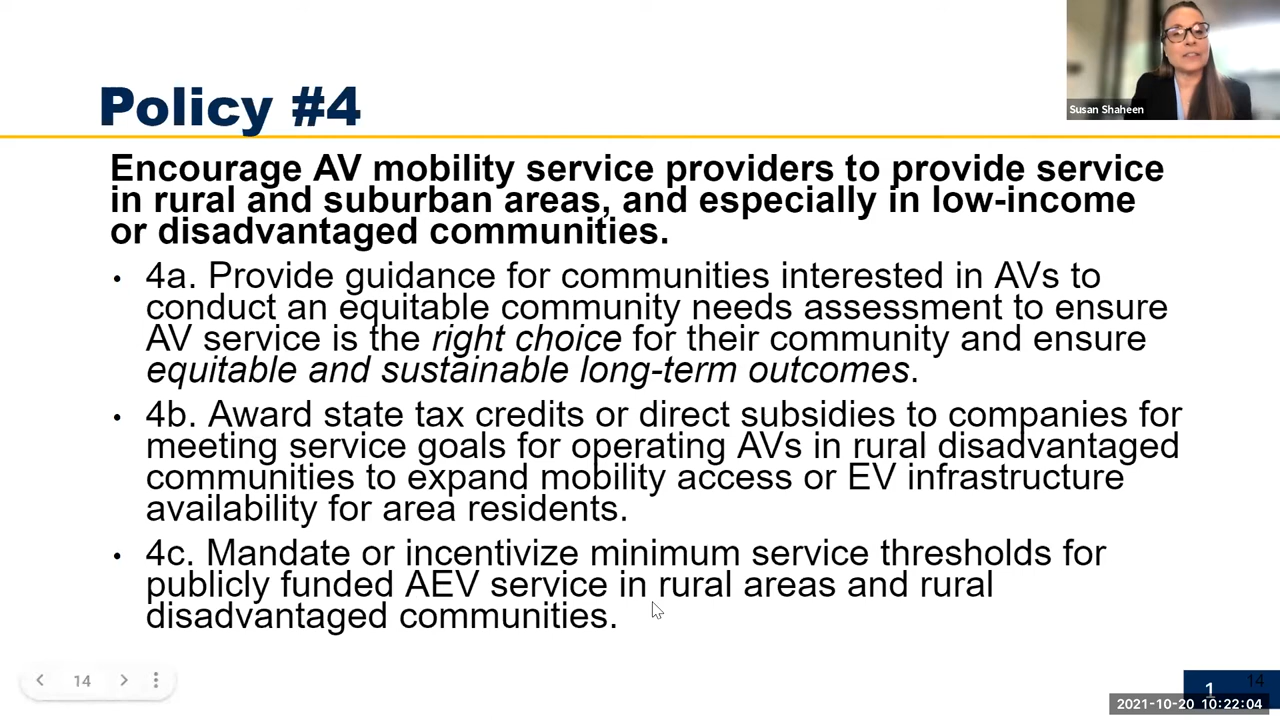 Susan Shaheen
Policy #4
Encourage AV mobility service providers to provide service
in rural and suburban areas, and especially in low-income
or disadvantaged communities.
• 4a. Provide guidance for communities interested in AVs to
conduct an equitable community needs assessment to ensure
AV service is the right choice for their community and ensure
equitable and sustainable long-term outcomes.
• 4b. Award state tax credits or direct subsidies to companies for
meeting service goals for operating AVs in rural disadvantaged
communities to expand mobility access or EV infrastructure
availability for area residents.
• 4c. Mandate or incentivize minimum service thresholds for
publicly funded AEV service in rural areas and rural
disadvantaged communities.
14
14
1
2021-10-20 10:22:04